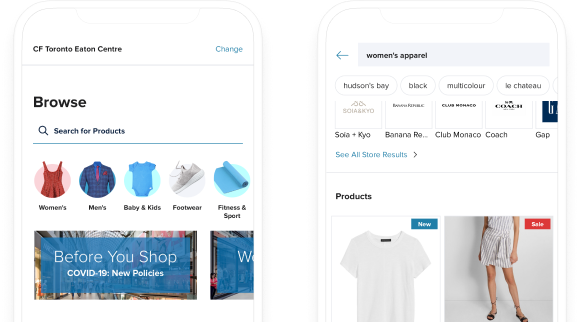 CF Toronto Eaton Centre
Change
Browse
Search for Products
Women's
Men's
Baby & Kids
Footwear
Fitness &
Sport
Before You Shop
COVID-19: New Policies
women's apparel
hudson's bay
black
multicolour
le chateau
SOIA&KYO
BANANA REPUBLIC
CLUB MONACO
COACH
Soia + Kyo
Banana Re...
Club Monaco
Coach
Gap
See All Store Results
Products
New
Sale